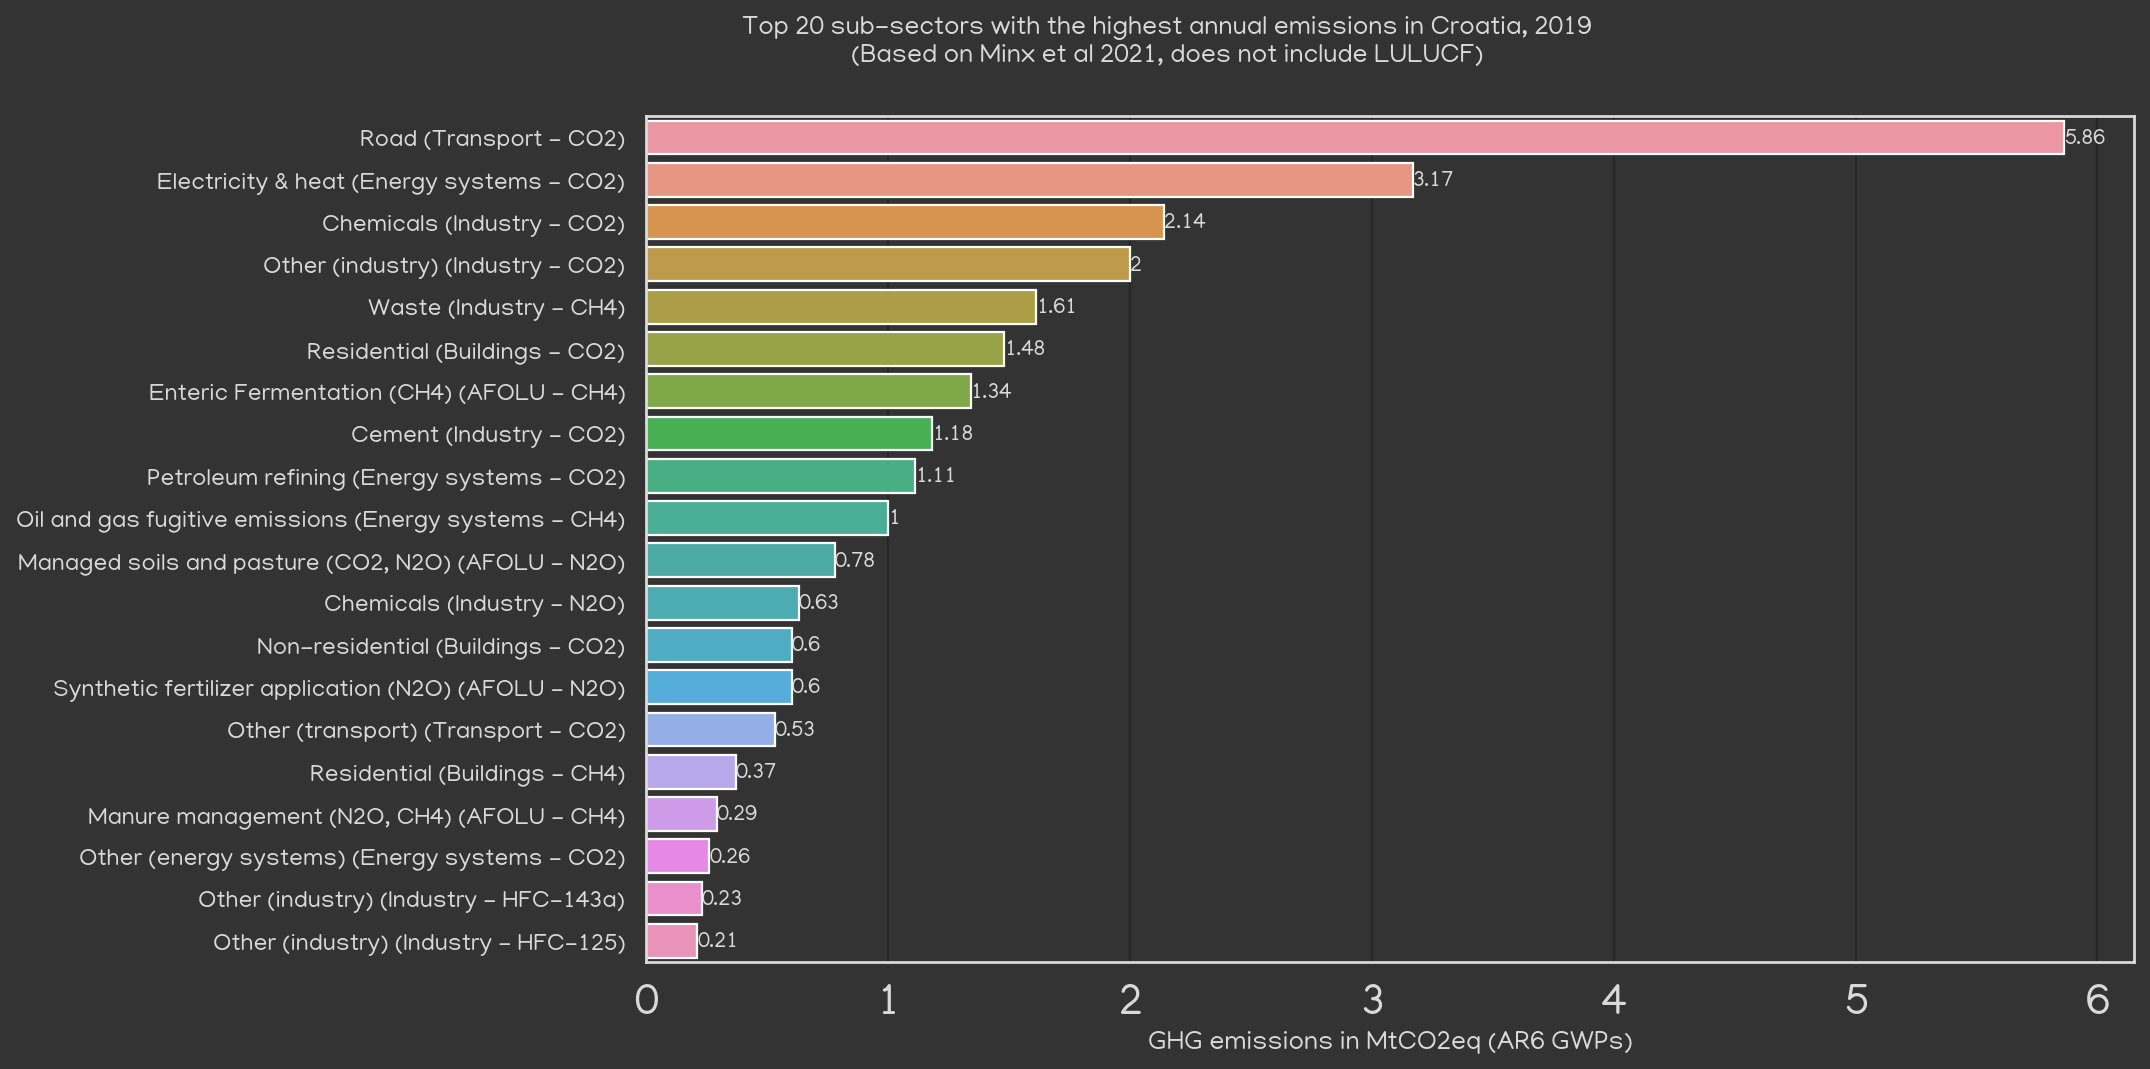 Top 20 sub-sectors with the highest annual emissions in Croatia, 2019
(Based on Minx et al 2021, does not include LULUCF)
Road (Transport - CO2) 5.86
Electricity & heat (Energy systems - CO2) 3.17
Chemicals (Industry - CO2) 2.14
Other (industry) (Industry - CO2) 2
Waste (Industry - CH4) 1.61
Residential (Buildings - CO2) 1.48
Enteric Fermentation (CH4) (AFOLU - CH4) 1.34
Cement (Industry - CO2) 1.18
Petroleum refining (Energy systems - CO2) 1.11
Oil and gas fugitive emissions (Energy systems - CH4) 1
Managed soils and pasture (CO2, N2O) (AFOLU - N2O) 0.78
Chemicals (Industry - N2O) 0.63
Non-residential (Buildings - CO2) 0.6
Synthetic fertilizer application (N2O) (AFOLU - N2O) 0.6
Other (transport) (Transport - CO2) 0.53
Residential (Buildings - CH4) 0.37
Manure management (N2O, CH4) (AFOLU - CH4) 0.29
Other (energy systems) (Energy systems - CO2) 0.26
Other (industry) (Industry - HFC-143a) 0.23
Other (industry) (Industry - HFC-125) 0.21
0 1 2 3 4 5 6
GHG emissions in MtCO2eq (AR6 GWPs)